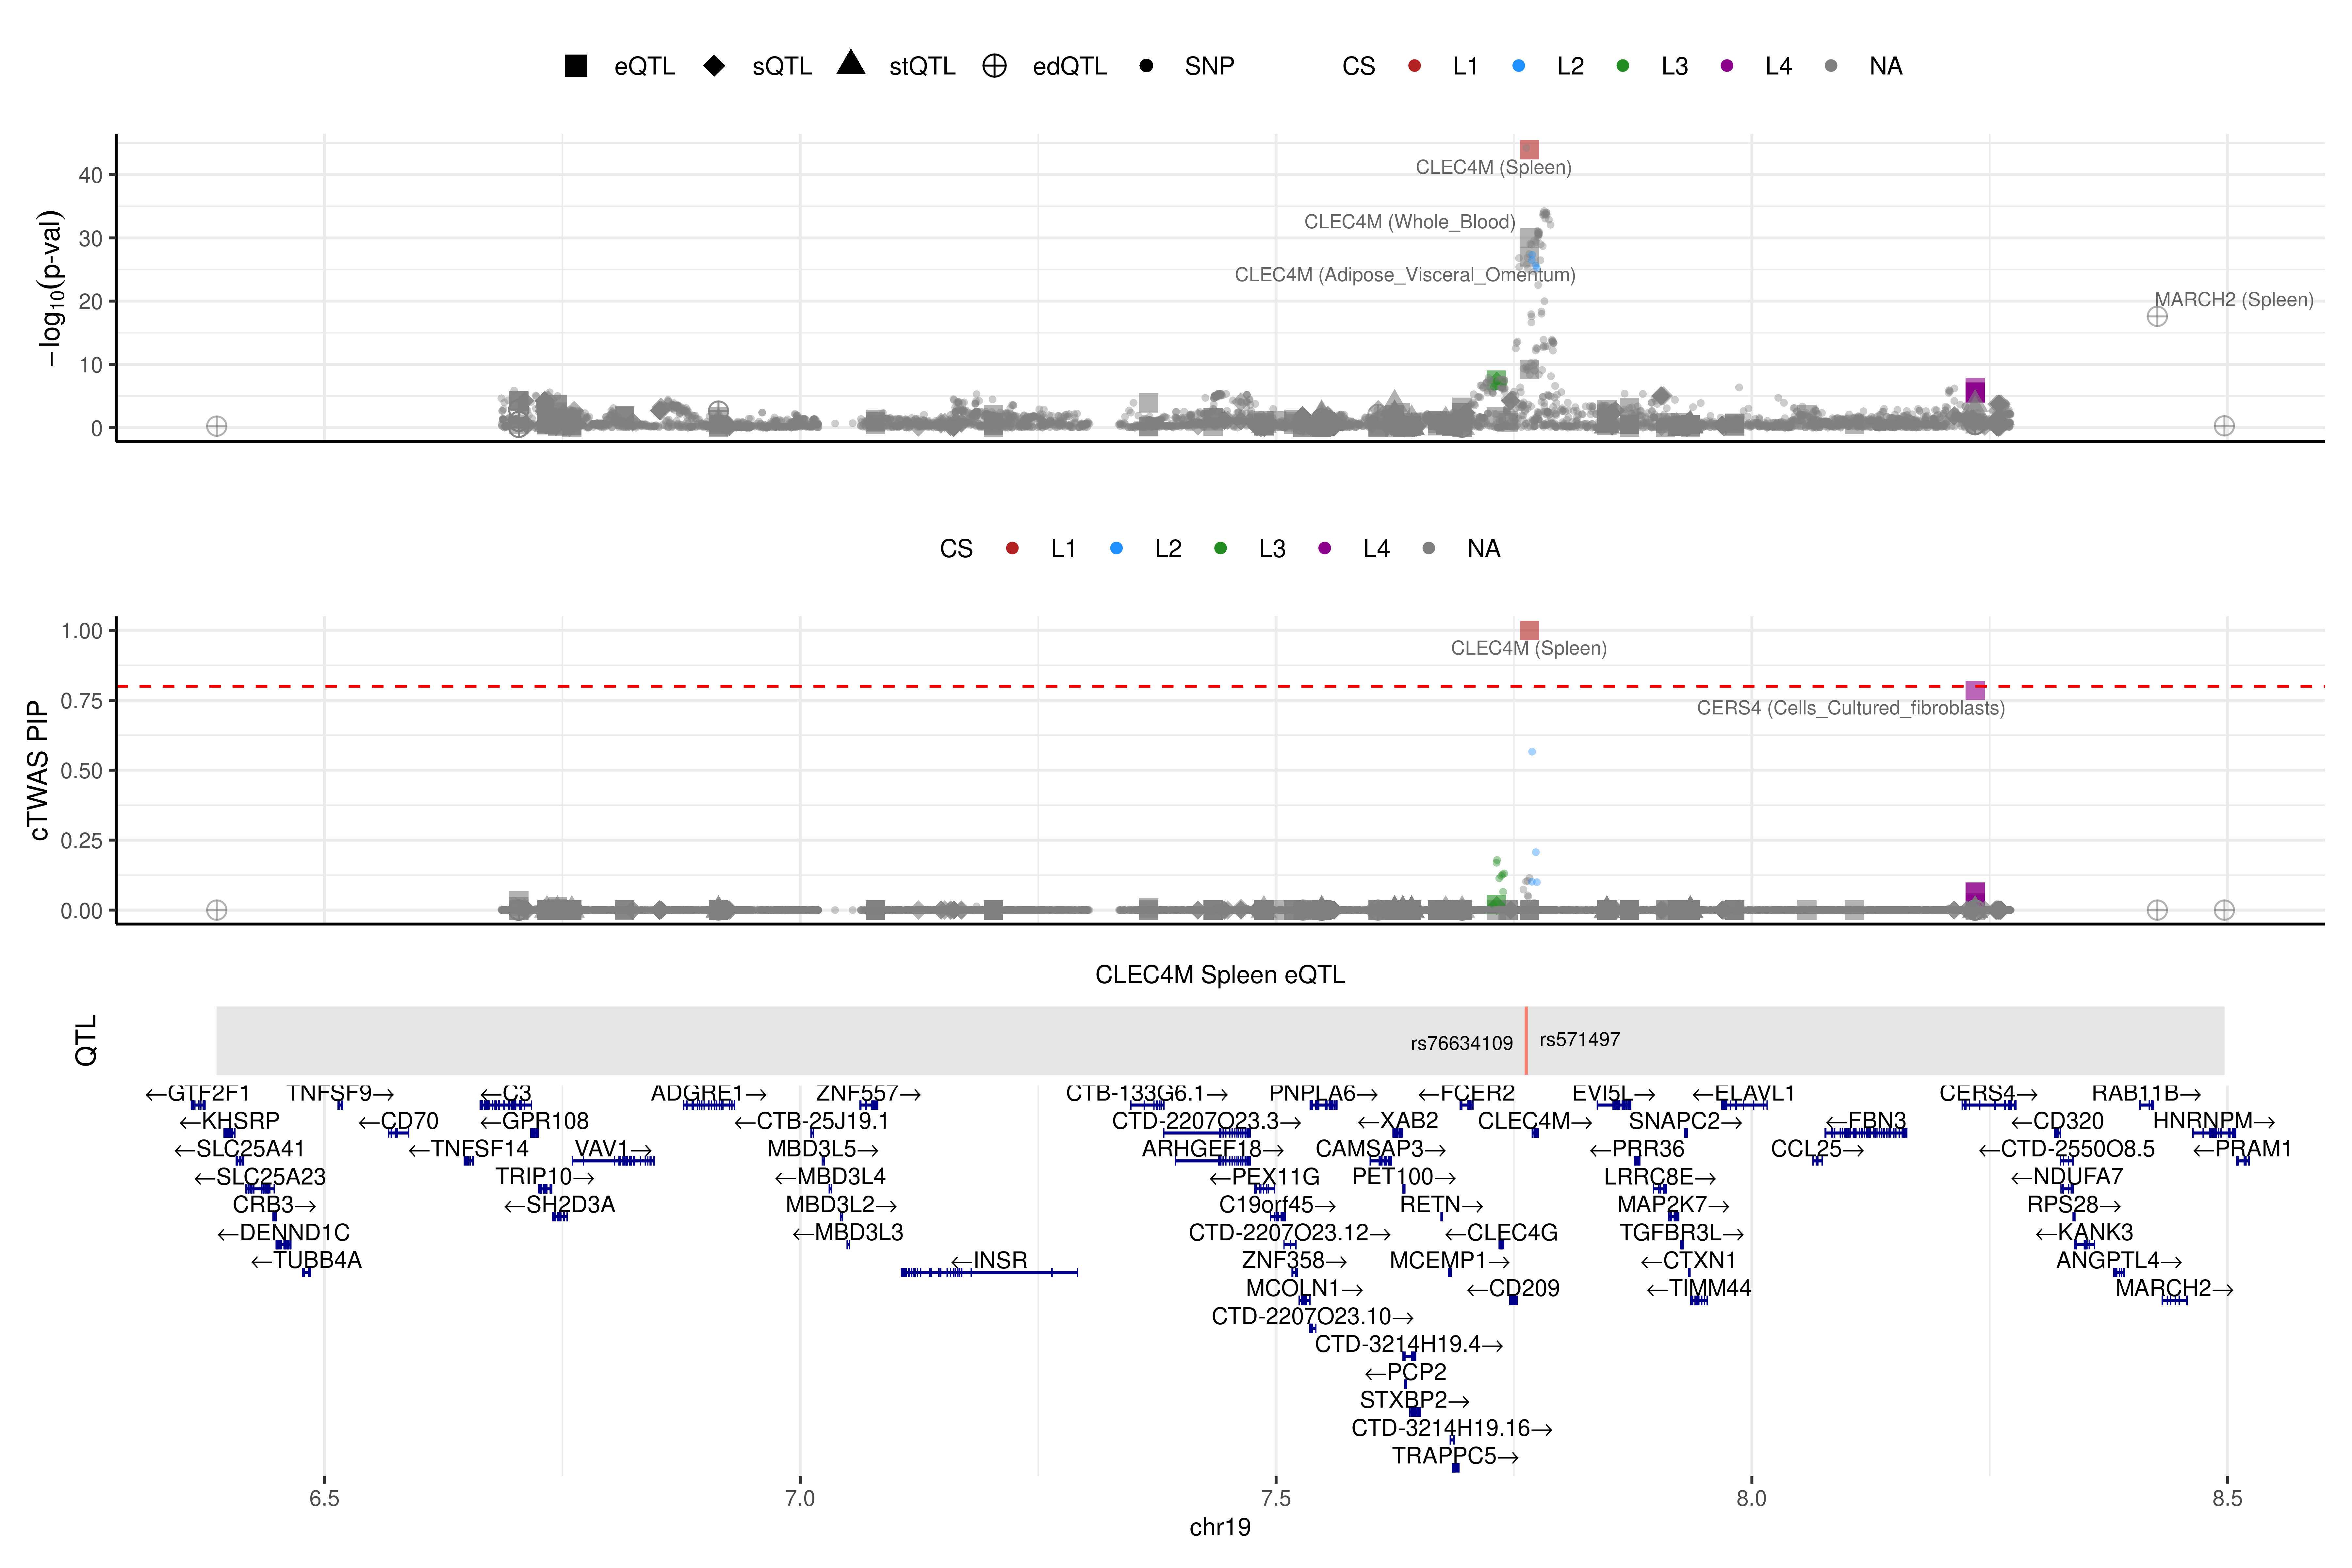 eQTL sQTL stQTL edQTL SNP CS L1 L2 L3 L4 NA
−log10(p-val)
40
30
20
10
0
CLEC4M (Spleen)
CLEC4M (Whole_Blood)
CLEC4M (Adipose_Visceral_Omentum)
MARCH2 (Spleen)
CS L1 L2 L3 L4 NA
cTWAS PIP
1.00
0.75
0.50
0.25
0.00
CLEC4M (Spleen)
CERS4 (Cells_Cultured_fibroblasts)
CLEC4M Spleen eQTL
QTL
rs76634109 rs571497
←GTF2F1 TNFSF9→ ←C3 ADGRE1→ ZNF557→ CTB-133G6.1→ PNPLA6→ ←FCER2 EVI5L→ ←ELAVL1 CERS4→ RAB11B→
←KHSRP ←CD70 ←GPR108 ←CTB-25J19.1 CTD-2207O23.3→ ←XAB2 CLEC4M→ SNAPC2→ ←FBN3 ←CD320 HNRNPM→
←SLC25A41 ←TNFSF14 VAV1→ MBD3L5→ ARHGEF18→ CAMSAP3→ ←PRR36 CCL25→ ←CTD-2550O8.5 ←PRAM1
←SLC25A23 TRIP10→ ←MBD3L4 ←PEX11G PET100→ LRRC8E→ ←NDUFA7
CRB3→ ←SH2D3A MBD3L2→ C19orf45→ RETN→ MAP2K7→ RPS28→
←DENND1C ←MBD3L3 CTD-2207O23.12→ ←CLEC4G TGFBR3L→ ←KANK3
←TUBB4A ←INSR ZNF358→ MCEMP1→ ←CTXN1 ANGPTL4→
MCOLN1→ ←CD209 ←TIMM44 MARCH2→
CTD-2207O23.10→
CTD-3214H19.4→
←PCP2
STXBP2→
CTD-3214H19.16→
TRAPPC5→
6.5 7.0 7.5 8.0 8.5
chr19